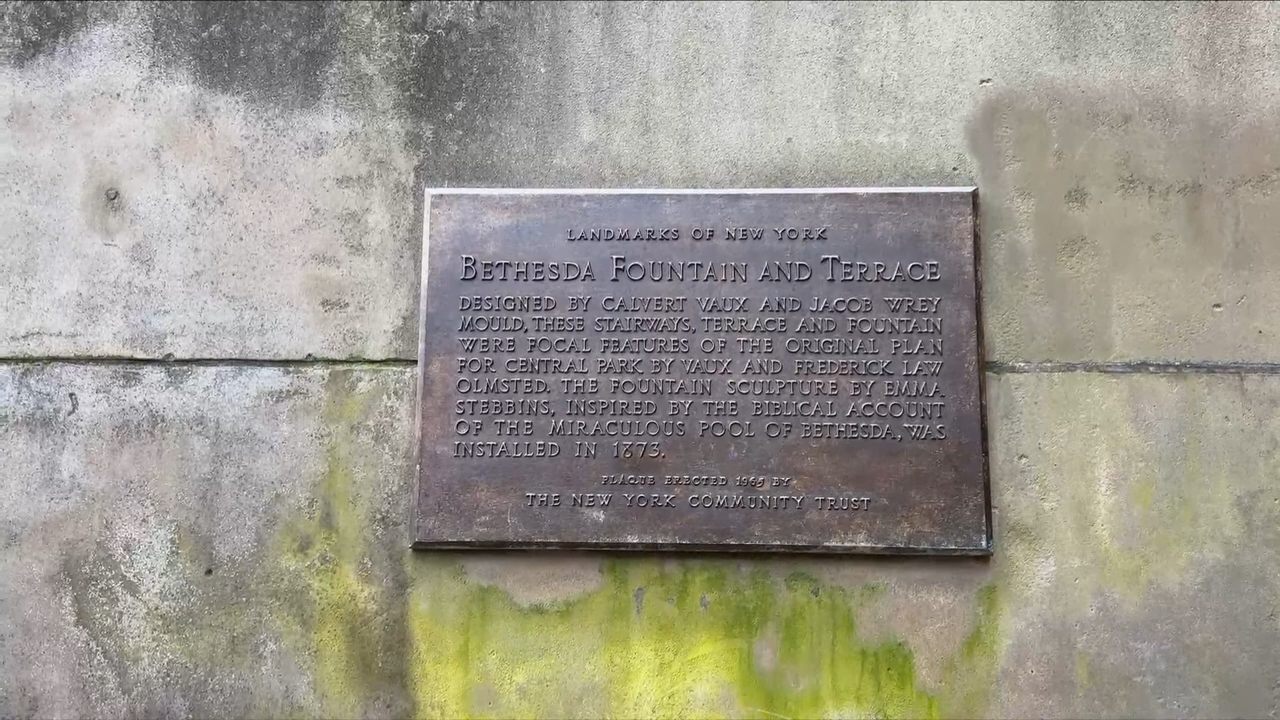 LANDMARKS OF NEW YORK
BETHESDA FOUNTAIN AND TERRACE
DESIGNED BY CALVERT VAUX AND JACOB WREY
MOULD, THESE STAIRWAYS, TERRACE AND FOUNTAIN
WERE FOCAL FEATURES OF THE ORIGINAL PLAN
FOR CENTRAL PARK BY VAUX AND FREDERICK LAW
OLMSTED. THE FOUNTAIN SCULPTURE BY EMMA
STEBBINS, INSPIRED BY THE BIBLICAL ACCOUNT
OF THE MIRACULOUS POOL OF BETHESDA, WAS
INSTALLED IN 1873.
PLAQUE ERECTED 1965 BY
THE NEW YORK COMMUNITY TRUST